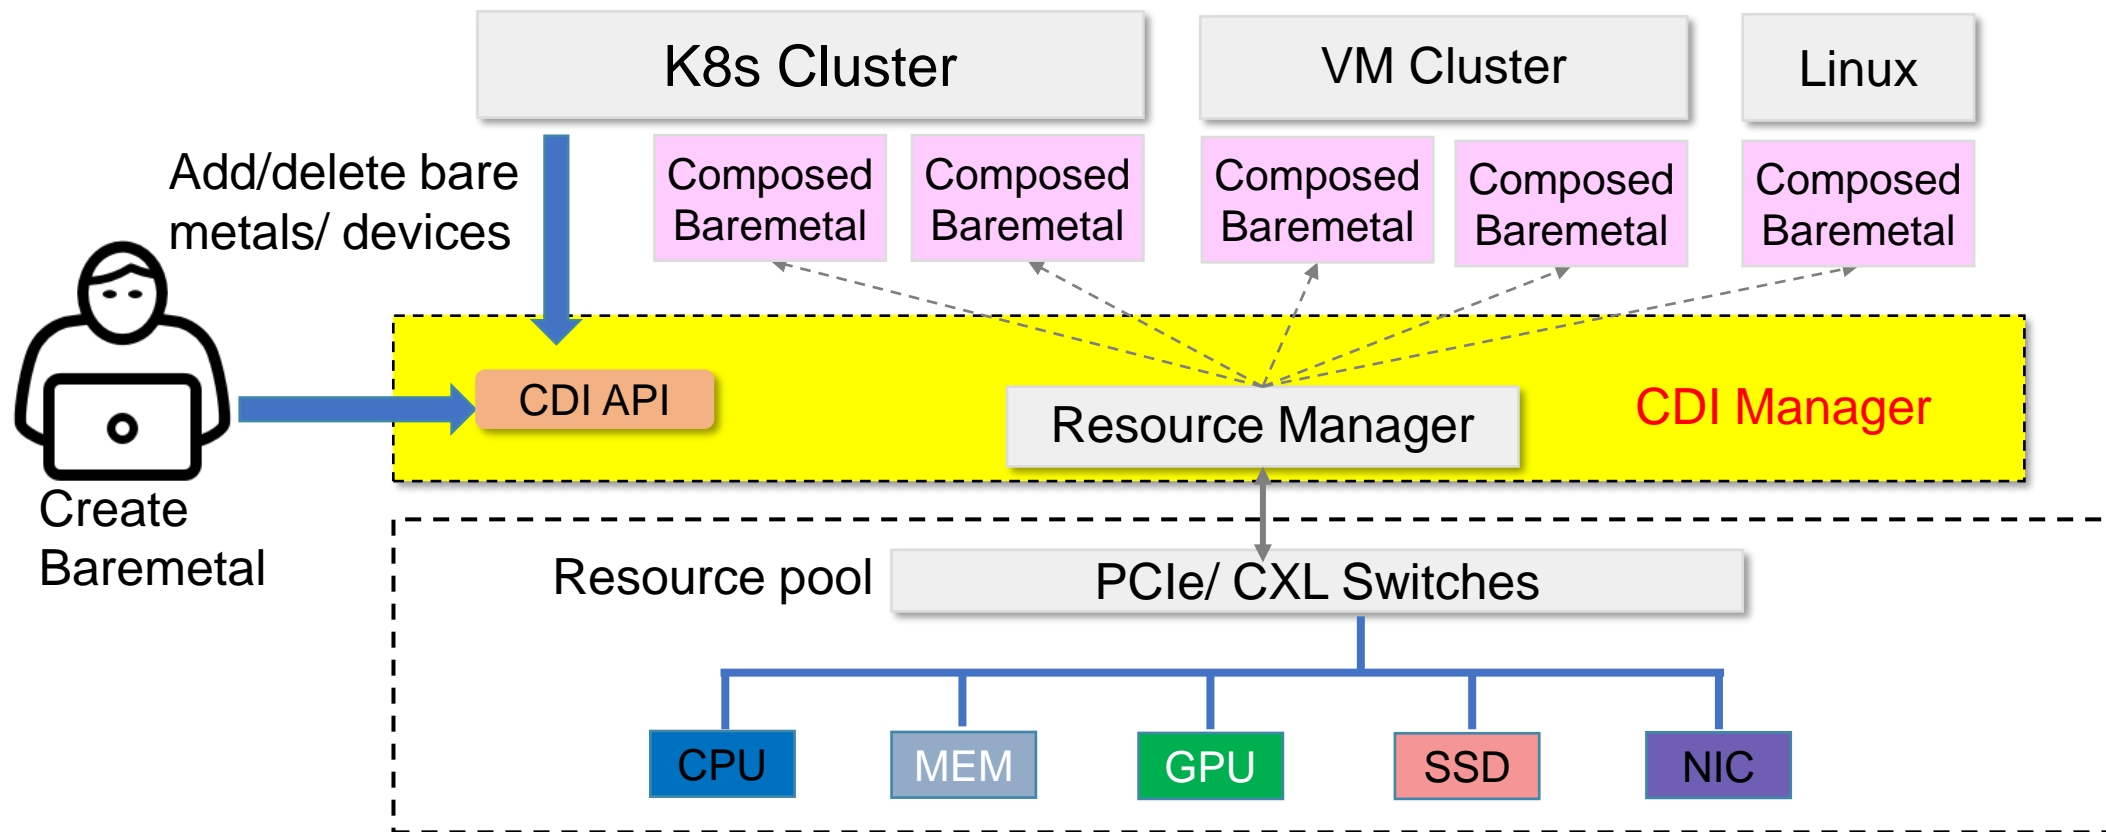 K8s Cluster
VM Cluster
Linux
Add/delete bare
metals/ devices
Composed
Baremetal
Composed
Baremetal
Composed
Baremetal
Composed
Baremetal
Composed
Baremetal
CDI API
Resource Manager
CDI Manager
Create
Baremetal
Resource pool
PCIe/ CXL Switches
CPU
MEM
GPU
SSD
NIC